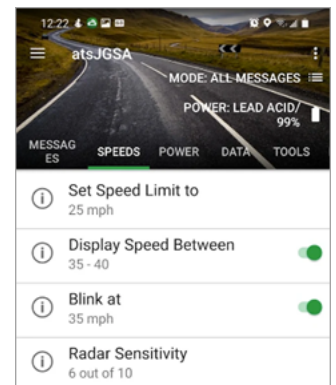 12:22
atsJGSA
MODE: ALL MESSAGES
POWER: LEAD ACID/
99%
MESSAG
ES
SPEEDS
POWER
DATA
TOOLS
Set Speed Limit to
25 mph
Display Speed Between
35 - 40
Blink at
35 mph
Radar Sensitivity
6 out of 10